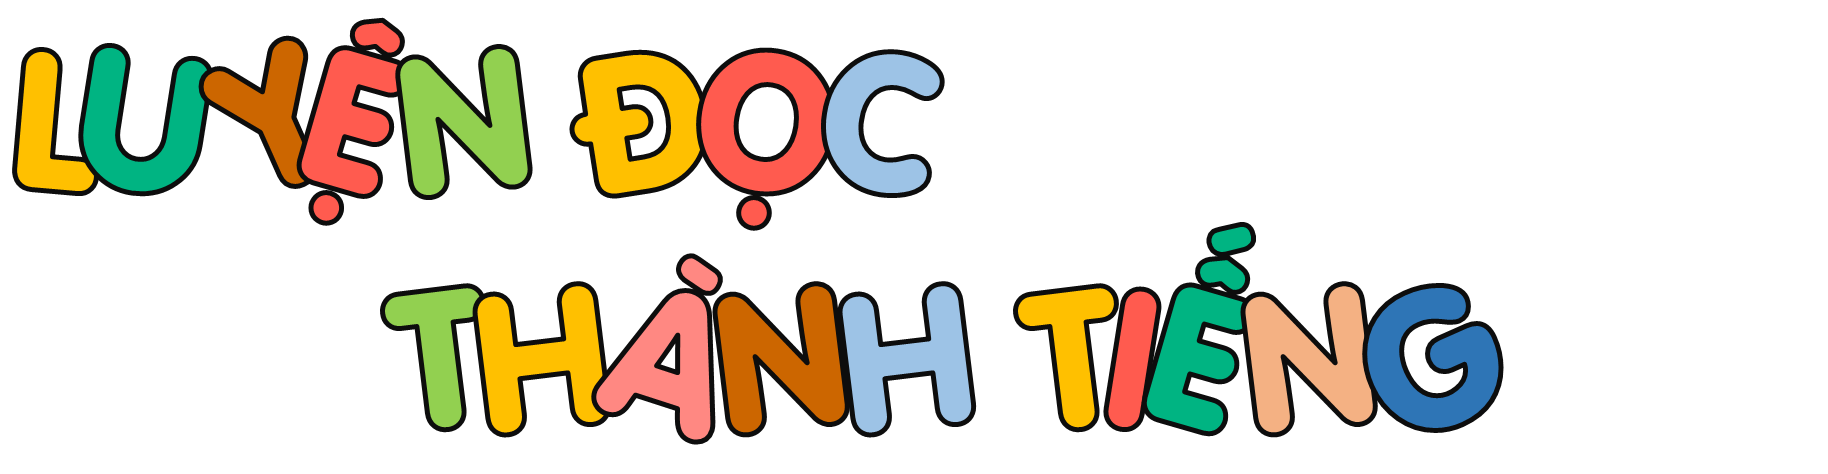 LUYỆN ĐỌC
THÀNH TIẾNG